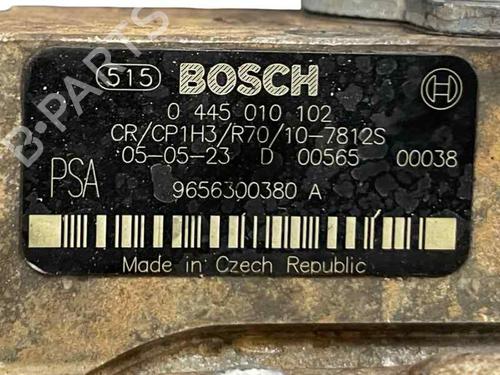 515 BOSCH
0 445 010 102
CR/CP1H3/R70/10-7812S
05-05-23 D 00565 00038
PSA 9656300380 A
Made in Czech Republic